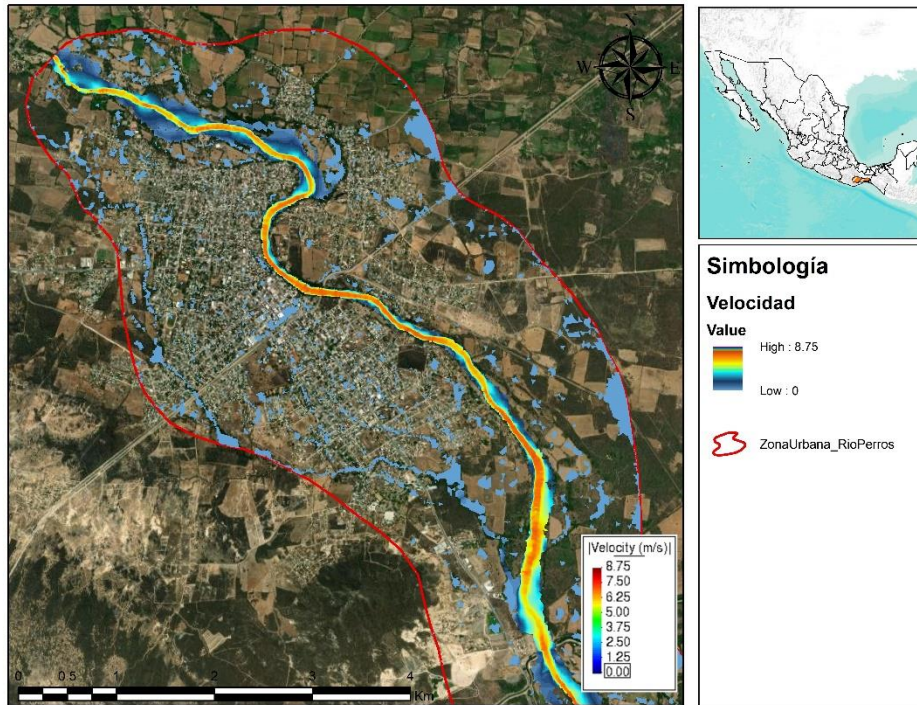 N
W E
S
Simbología
Velocidad
Value
High : 8.75
Low : 0
ZonaUrbana_RioPerros
|Velocity (m/s)|
8.75
7.50
6.25
5.00
3.75
2.50
1.25
0.00
0 0.5 1 2 3 4
Km